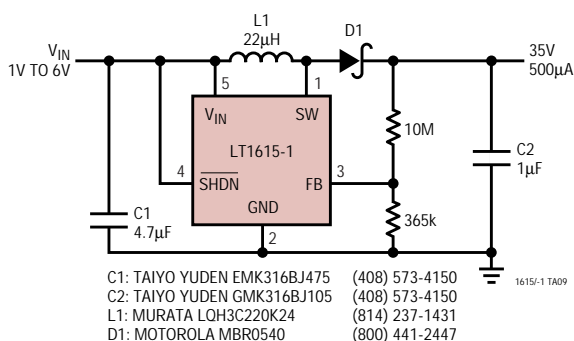 L1
22µH
D1
VIN
1V TO 6V
35V
500µA
5
1
VIN
SW
10M
LT1615-1
C2
1µF
4
3
SHDN
FB
C1
4.7µF
GND
365k
2
1615/-1 TA09
C1: TAIYO YUDEN EMK316BJ475 (408) 573-4150
C2: TAIYO YUDEN GMK316BJ105 (408) 573-4150
L1: MURATA LQH3C220K24 (814) 237-1431
D1: MOTOROLA MBR0540 (800) 441-2447